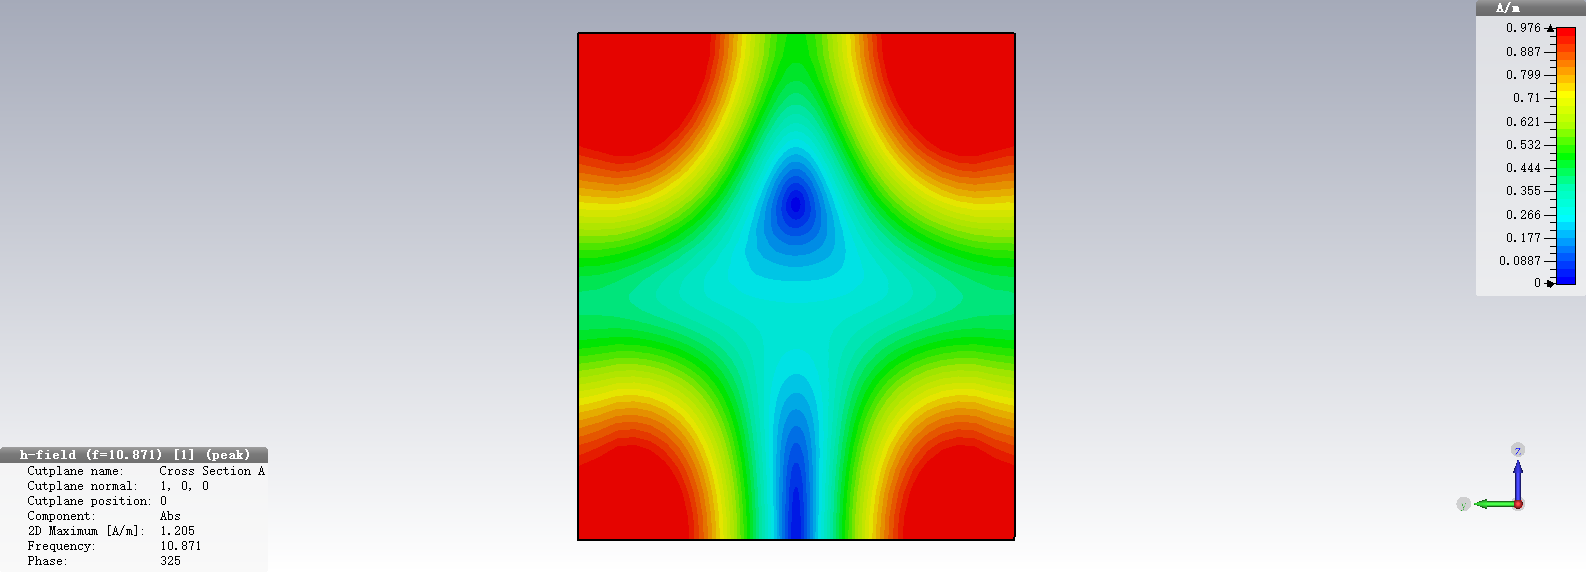 A/m
0.976
0.887
0.799
0.71
0.621
0.532
0.444
0.355
0.266
0.177
0.0887
0
h-field (f=10.871) [1] (peak)
Cutplane name: Cross Section A
Cutplane normal: 1, 0, 0
Cutplane position: 0
Component: Abs
2D Maximum [A/m]: 1.205
Frequency: 10.871
Phase: 325
z
y